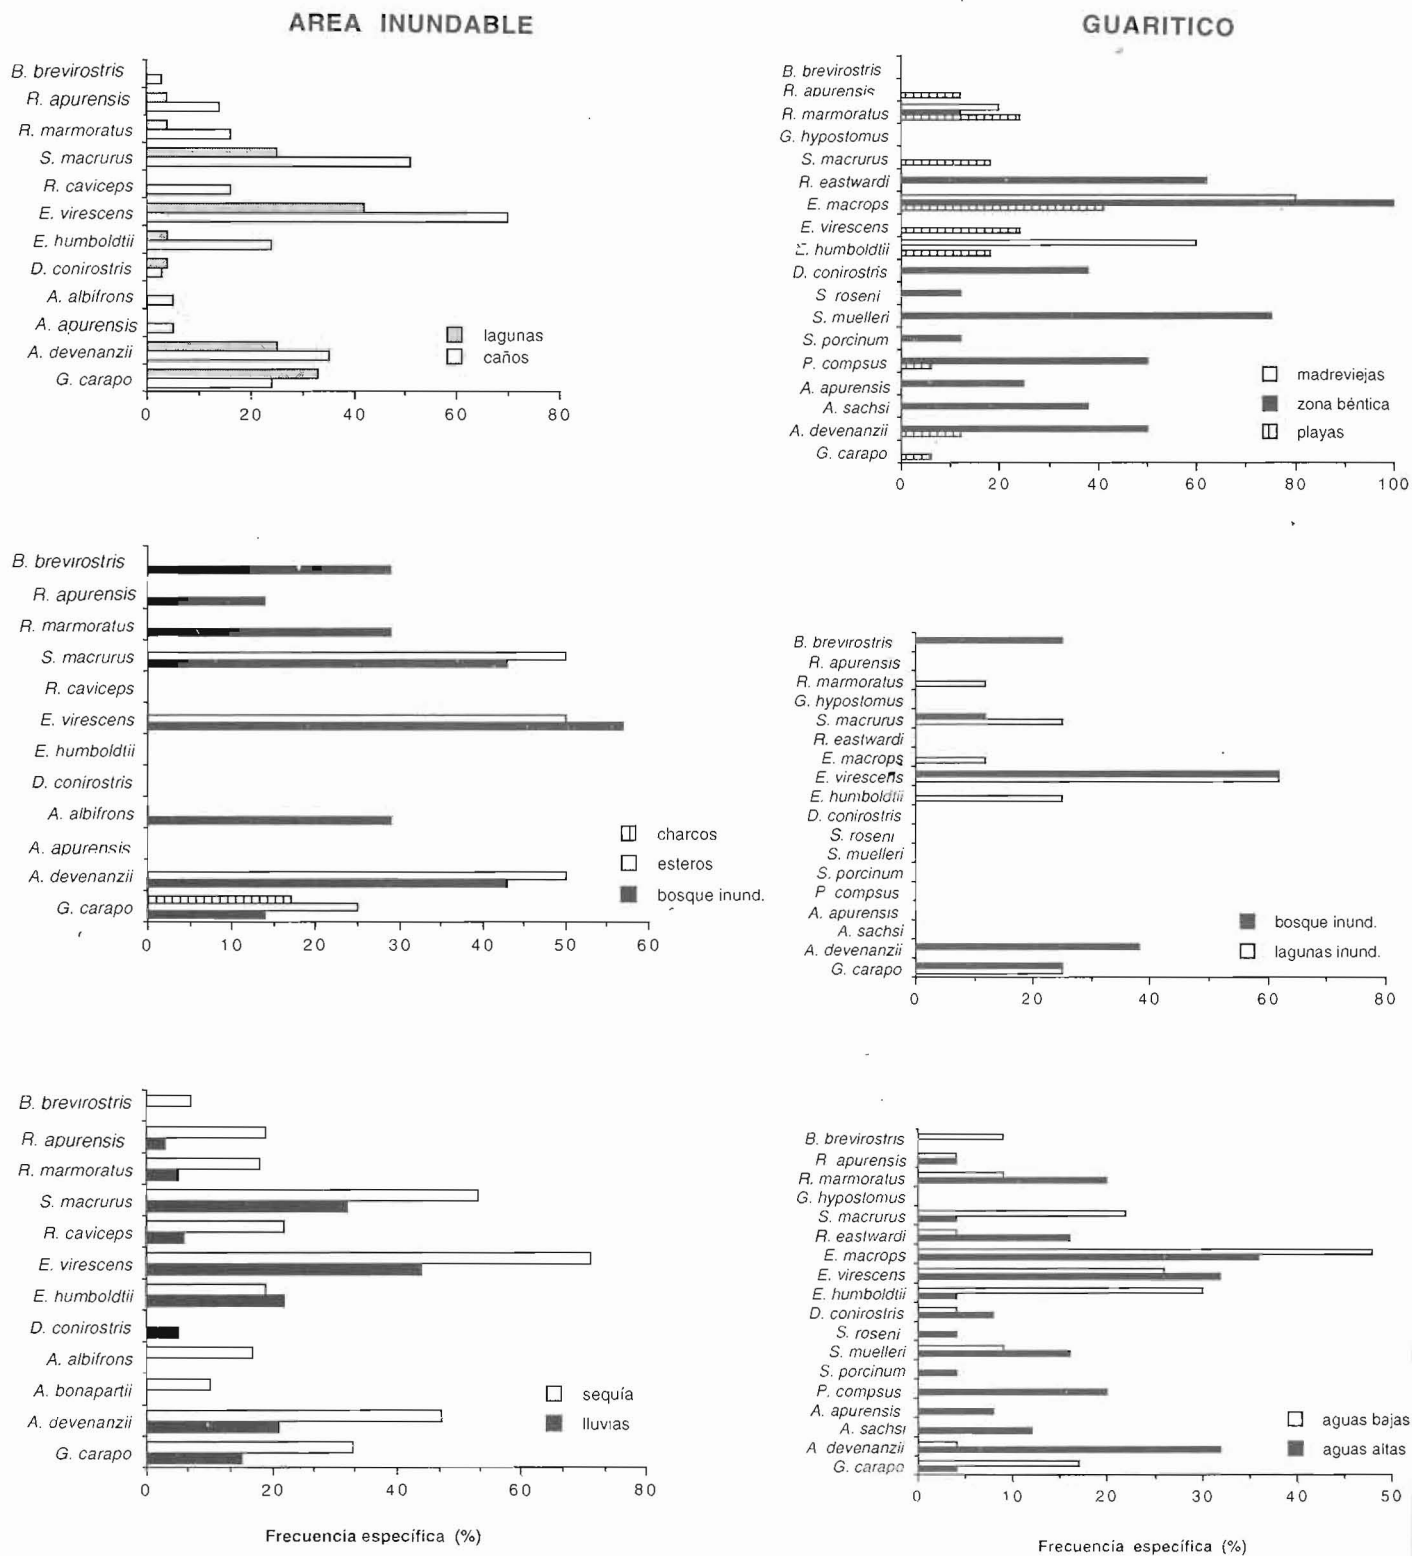 AREA INUNDABLE
B. brevirostris
R. apurensis
R. marmoratus
S. macrurus
R. caviceps
E. virescens
E. humboldtii
D. conirostris
A. albifrons
A. apurensis
A. devenanzii
G. carapo
lagunas
caños
0 20 40 60 80
GUARITICO
B. brevirostris
R. apurensis
R. marmoratus
G. hypostomus
S. macrurus
R. eastwardi
E. macrops
E. virescens
E. humboldtii
D. conirostris
S roseni
S. muelleri
S. porcinum
P. compsus
A. apurensis
A. sachsi
A. devenanzii
G. carapo
madreviejas
zona béntica
playas
0 20 40 60 80 100
B. brevirostris
R. apurensis
R. marmoratus
S. macrurus
R. caviceps
E. virescens
E. humboldtii
D. conirostris
A. albifrons
A. apurensis
A. devenanzii
G. carapo
charcos
esteros
bosque inund.
0 10 20 30 40 50 60
B. brevirostris
R. apurensis
R. marmoratus
G. hypostomus
S. macrurus
R. eastwardi
E. macrops
E. virescens
E. humboldtii
D. conirostris
S. roseni
S. muelleri
S. porcinum
P compsus
A. apurensis
A. sachsi
A. devenanzii
G. carapo
bosque inund.
lagunas inund.
0 20 40 60 80
B. brevirostris
R. apurensis
R. marmoratus
S. macrurus
R. caviceps
E. virescens
E. humboldtii
D. conirostris
A. albifrons
A. bonapartii
A. devenanzii
G. carapo
sequía
lluvias
0 20 40 60 80
Frecuencia específica (%)
B. brevirostris
R apurensis
R. marmoratus
G. hypostomus
S. macrurus
R. eastwardi
E. macrops
E. virescens
E. humboldtii
D. conirostris
S. roseni
S. muelleri
S. porcinum
P. compsus
A. apurensis
A. sachsi
A devenanzii
G. carapo
aguas bajas
aguas altas
0 10 20 30 40 50
Frecuencia específica (%)